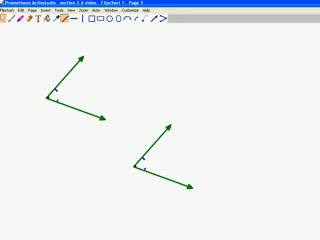 Promethean Activstudio section 2.6 video. [ Flipchart 1, Page 3
Flipchart Edit Page Insert Tools View Zoom Activ Window Customize Help
T